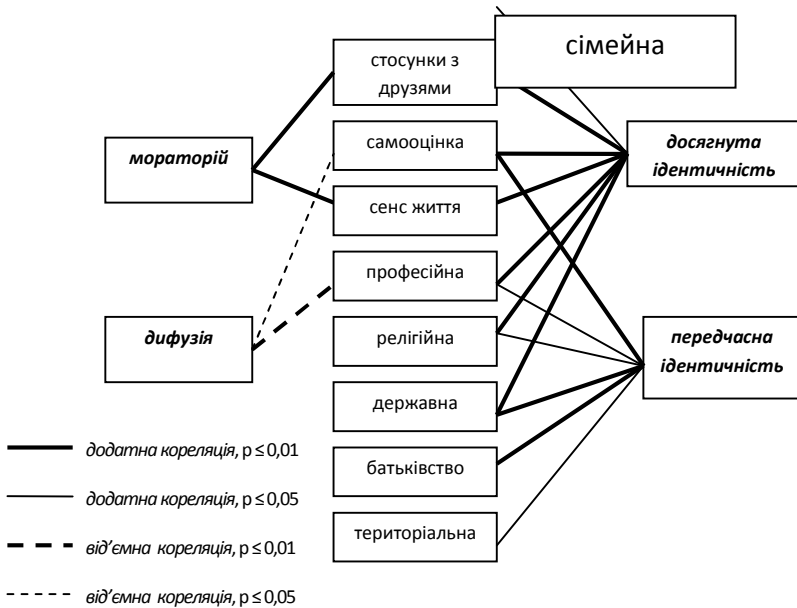 сімейна
стосунки з
друзями
мораторій
самооцінка
досягнута
ідентичність
сенс життя
професійна
дифузія
релігійна
передчасна
ідентичність
державна
додатна кореляція, p ≤ 0,01
батьківство
додатна кореляція, p ≤ 0,05
територіальна
від’ємна кореляція, p ≤ 0,01
від’ємна кореляція, p ≤ 0,05